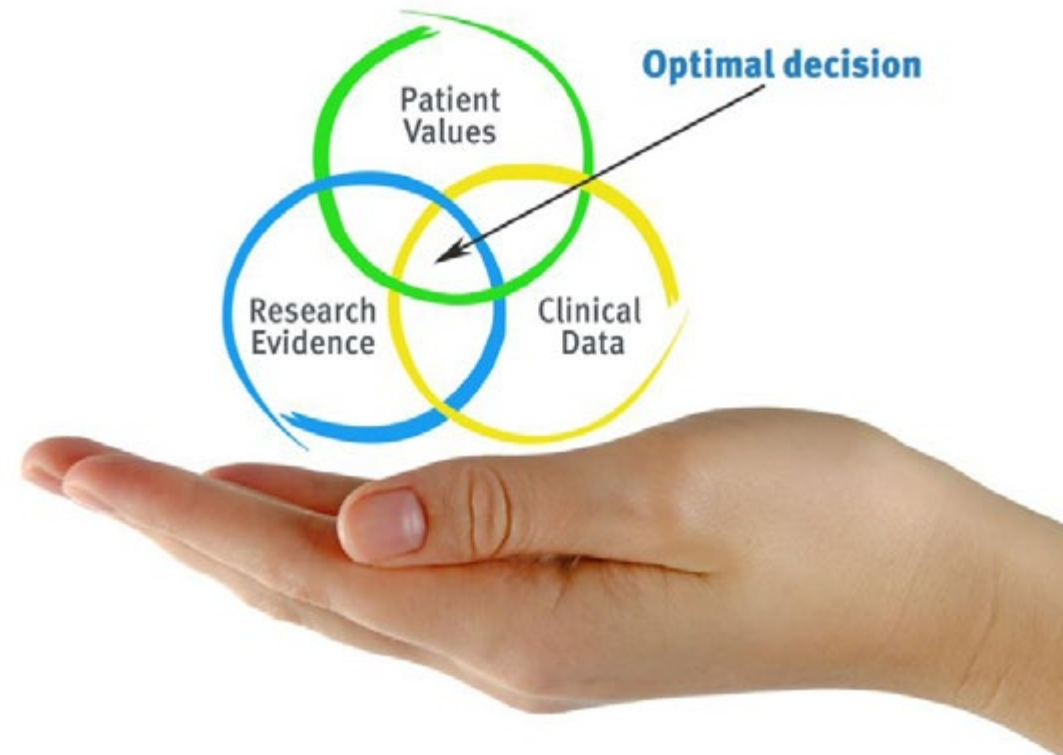 Optimal decision
Patient
Values
Research
Evidence
Clinical
Data